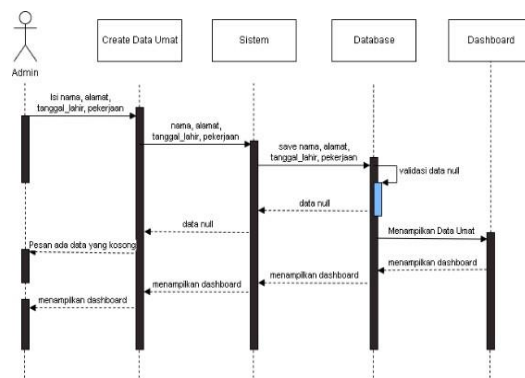 Create Data Umat
Sistem
Database
Dashboard
Admin
Isi nama, alamat,
tanggal_lahir, pekerjaan
nama, alamat,
tanggal_lahir, pekerjaan
save nama, alamat,
tanggal_lahir, pekerjaan
validasi data null
data null
data null
Pesan ada data yang kosong
Menampilkan Data Umat
menampilkan dashboard
menampilkan dashboard
menampilkan dashboard
menampilkan dashboard